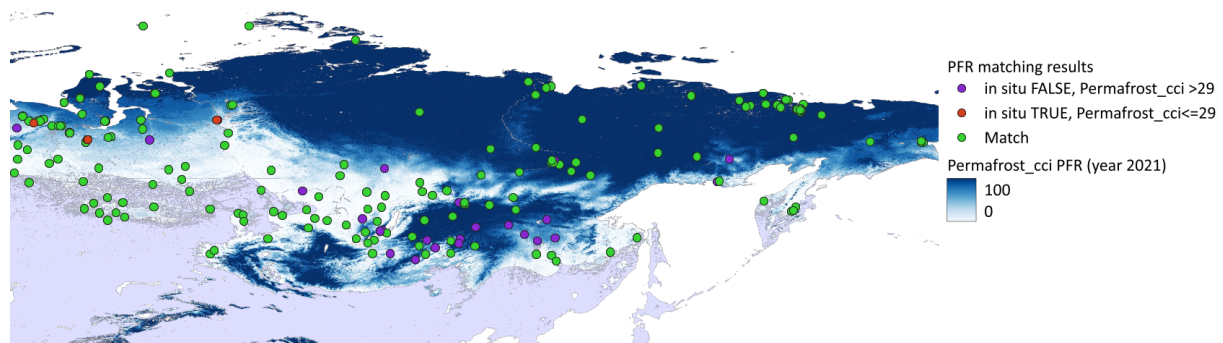 PFR matching results
in situ FALSE, Permafrost_cci >29
in situ TRUE, Permafrost_cci<=29
Match
Permafrost_cci PFR (year 2021)
100
0